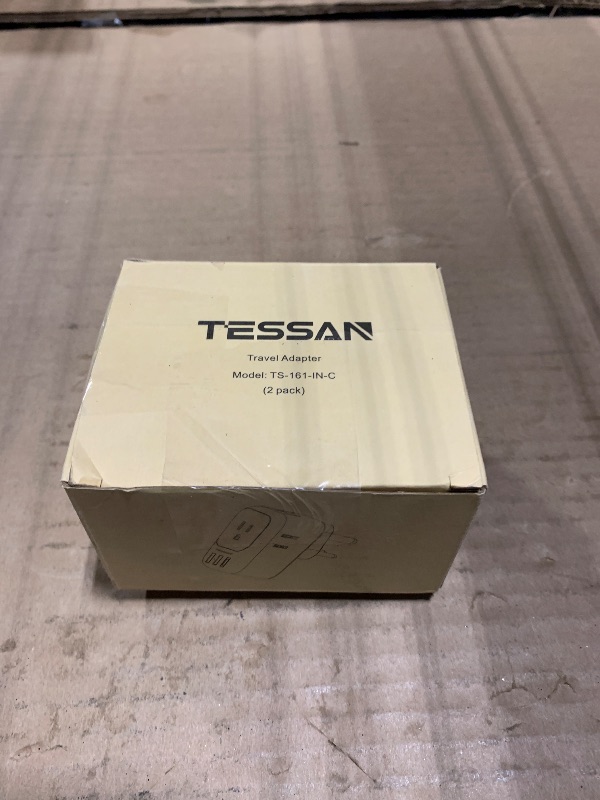 TESSAN
Travel Adapter
Model: TS-161-IN-C
(2 pack)